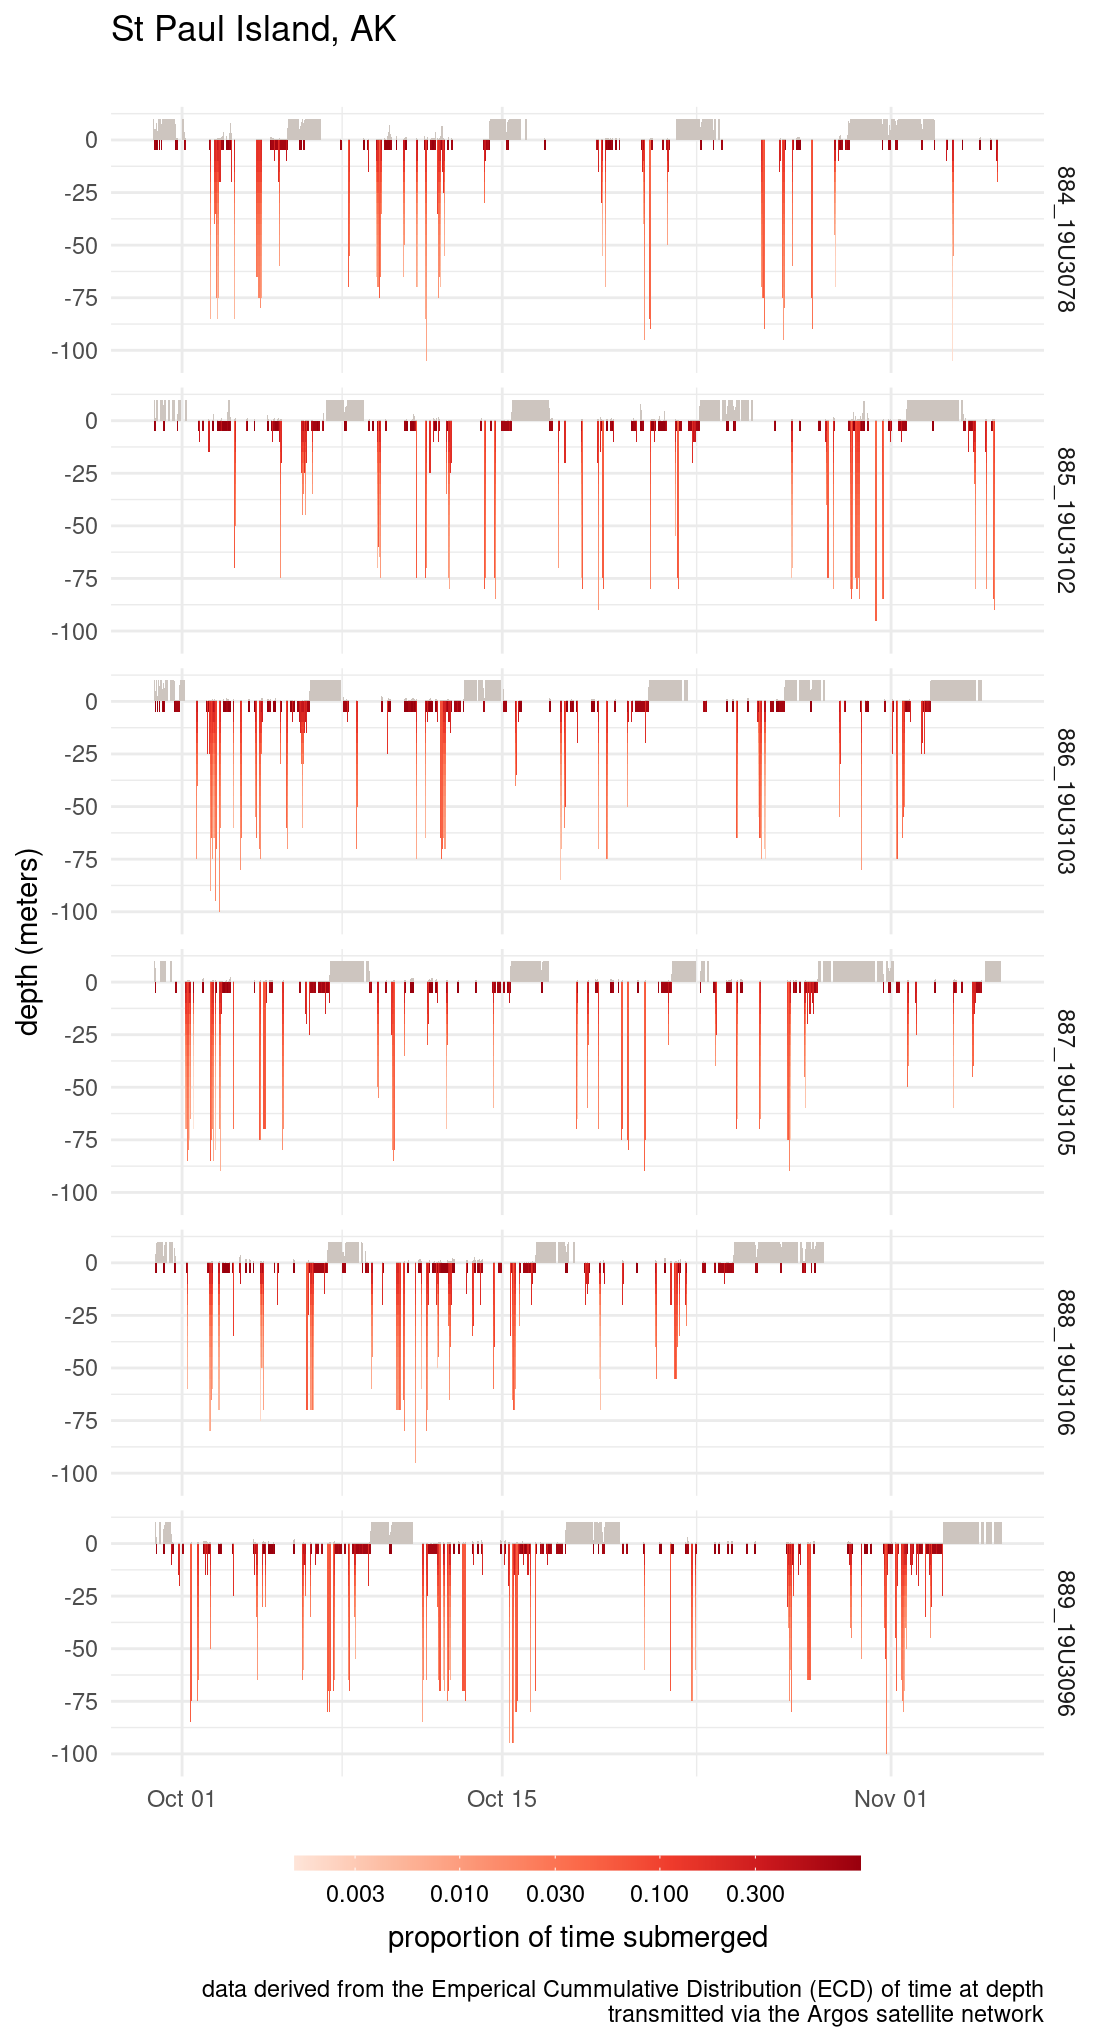 St Paul Island, AK
0
-25
-50
-75
-100
884_19U3078
0
-25
-50
-75
-100
885_19U3102
0
-25
-50
-75
-100
886_19U3103
depth (meters)
0
-25
-50
-75
-100
887_19U3105
0
-25
-50
-75
-100
888_19U3106
0
-25
-50
-75
-100
889_19U3096
Oct 01 Oct 15 Nov 01
0.003 0.010 0.030 0.100 0.300
proportion of time submerged
data derived from the Emperical Cummulative Distribution (ECD) of time at depth
transmitted via the Argos satellite network